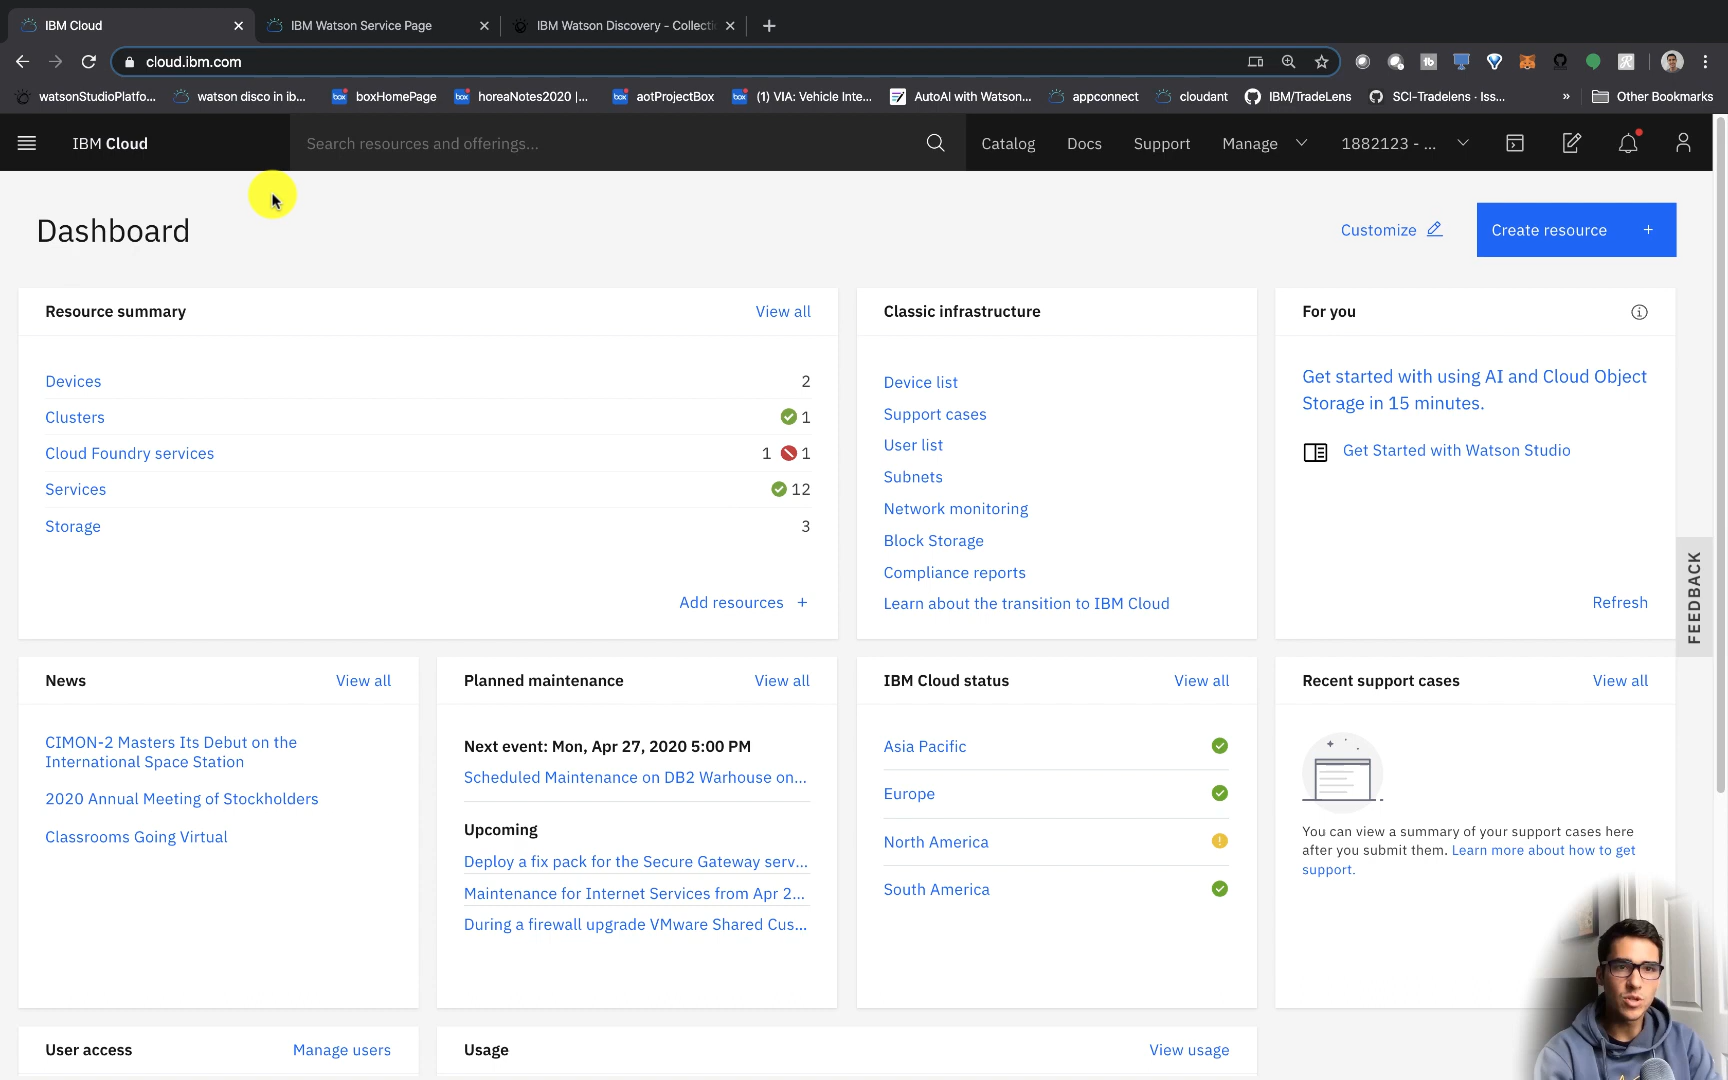 IBM Cloud
IBM Watson Service Page
IBM Watson Discovery - Collecti
cloud.ibm.com
watsonStudioPlatfo...
watson disco in ib...
boxHomePage
horeaNotes2020 |...
aotProjectBox
(1) VIA: Vehicle Inte...
AutoAI with Watson...
appconnect
cloudant
IBM/TradeLens
SCI-Tradelens · Iss...
»
Other Bookmarks
IBM Cloud
Search resources and offerings...
Catalog
Docs
Support
Manage
1882123 - ...
Dashboard
Customize
Create resource +
Resource summary
View all
Devices 2
Clusters 1
Cloud Foundry services 1 1
Services 12
Storage 3
Add resources +
Classic infrastructure
Device list
Support cases
User list
Subnets
Network monitoring
Block Storage
Compliance reports
Learn about the transition to IBM Cloud
For you
Get started with using AI and Cloud Object
Storage in 15 minutes.
Get Started with Watson Studio
Refresh
FEEDBACK
News
View all
CIMON-2 Masters Its Debut on the
International Space Station
2020 Annual Meeting of Stockholders
Classrooms Going Virtual
Planned maintenance
View all
Next event: Mon, Apr 27, 2020 5:00 PM
Scheduled Maintenance on DB2 Warhouse on...
Upcoming
Deploy a fix pack for the Secure Gateway serv...
Maintenance for Internet Services from Apr 2...
During a firewall upgrade VMware Shared Cus...
IBM Cloud status
View all
Asia Pacific
Europe
North America
South America
Recent support cases
View all
You can view a summary of your support cases here
after you submit them. Learn more about how to get
support.
User access
Manage users
Usage
View usage